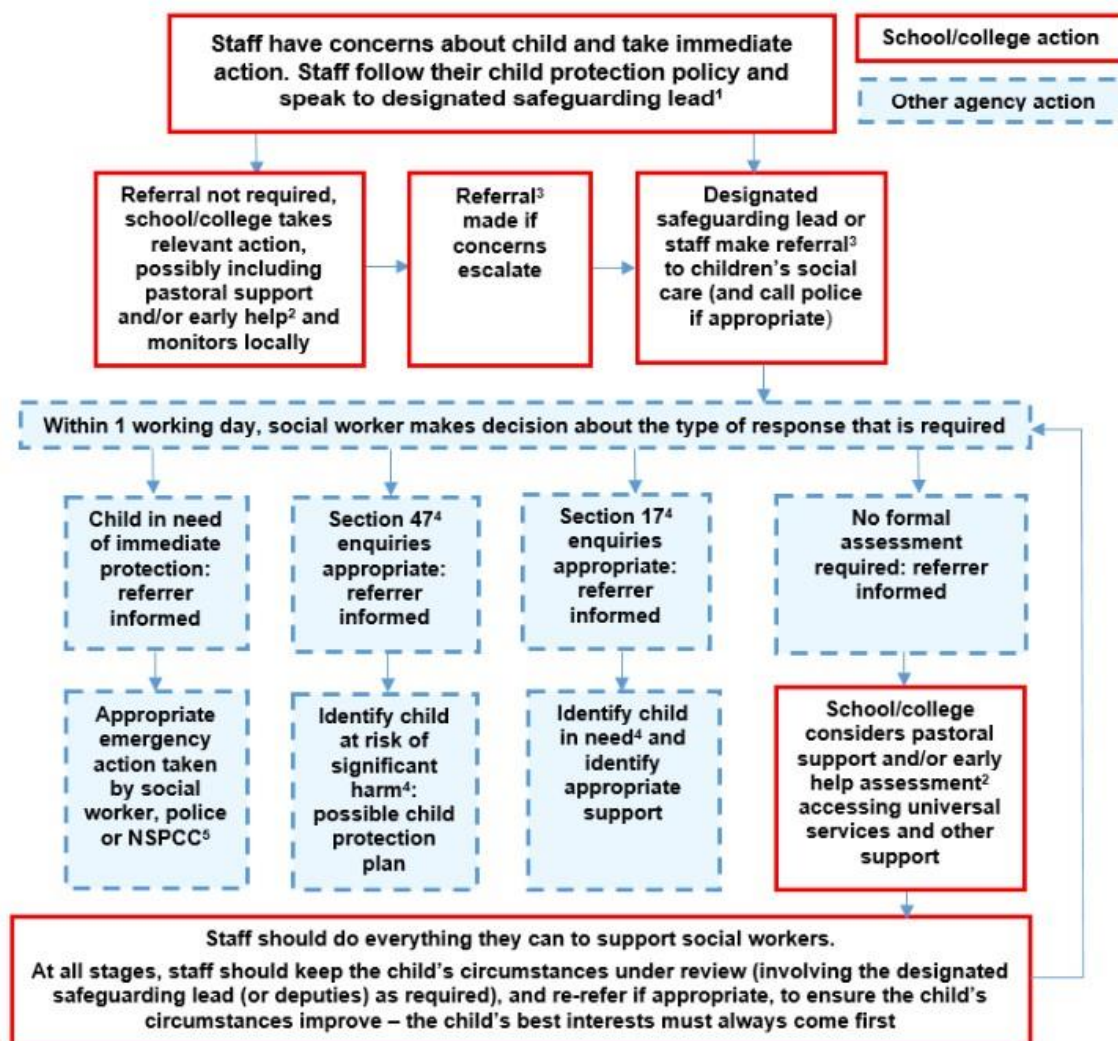 Staff have concerns about child and take immediate
action. Staff follow their child protection policy and
speak to designated safeguarding lead¹
School/college action
Other agency action
Referral not required,
school/college takes
relevant action,
possibly including
pastoral support
and/or early help² and
monitors locally
Referral³
made if
concerns
escalate
Designated
safeguarding lead or
staff make referral³
to children's social
care (and call police
if appropriate)
Within 1 working day, social worker makes decision about the type of response that is required
Child in need
of immediate
protection:
referrer
informed
Section 47⁴
enquiries
appropriate:
referrer
informed
Section 17⁴
enquiries
appropriate:
referrer
informed
No formal
assessment
required: referrer
informed
Appropriate
emergency
action taken
by social
worker, police
or NSPCC⁵
Identify child
at risk of
significant
harm⁴:
possible child
protection
plan
Identify child
in need⁴ and
identify
appropriate
support
School/college
considers pastoral
support and/or early
help assessment²
accessing universal
services and other
support
Staff should do everything they can to support social workers.
At all stages, staff should keep the child's circumstances under review (involving the designated
safeguarding lead (or deputies) as required), and re-refer if appropriate, to ensure the child's
circumstances improve – the child's best interests must always come first